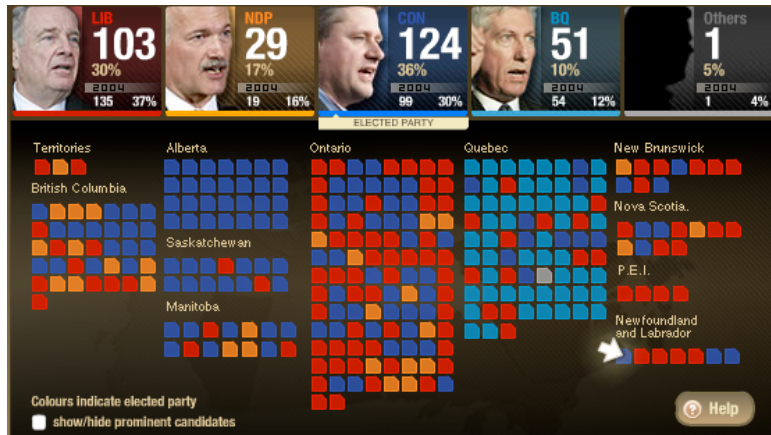 LIB
103
30%
2004
135 37%
NDP
29
17%
2004
19 16%
CON
124
36%
2004
99 30%
BQ
51
10%
2004
54 12%
Others
1
5%
2004
1 4%
ELECTED PARTY
Territories
British Columbia
Alberta
Saskatchewan
Manitoba
Ontario
Quebec
New Brunswick
Nova Scotia.
P.E.I.
Newfoundland
and Labrador
Colours indicate elected party
show/hide prominent candidates
? Help